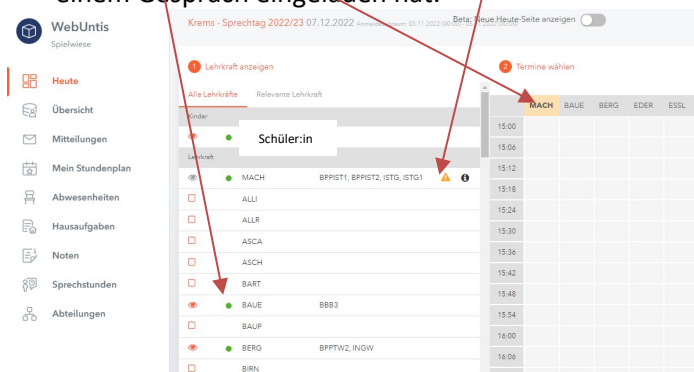 einem Gespräch eingeladen hat.
WebUntis
Spielwiese
Heute
Übersicht
Mitteilungen
Mein Stundenplan
Abwesenheiten
Hausaufgaben
Noten
Sprechstunden
Abteilungen
Krems - Sprechtag 2022/23 07.12.2022
Beta: Neue Heute-Seite anzeigen
1 Lehrkraft anzeigen
Alle Lehrkräfte Relevante Lehrkraft
Kinder
Schüler:in
Lehrkraft
MACH BPPIST1, BPPIST2, ISTG, ISTG1
ALLI
ALLR
ASCA
ASCH
BART
BAUE BBB3
BAUP
BERG BPPTW2, INGW
BIRN
2 Termine wählen
MACH BAUE BERG EDER ESSL
15:00
15:06
15:12
15:18
15:24
15:30
15:36
15:42
15:48
15:54
16:00
16:06